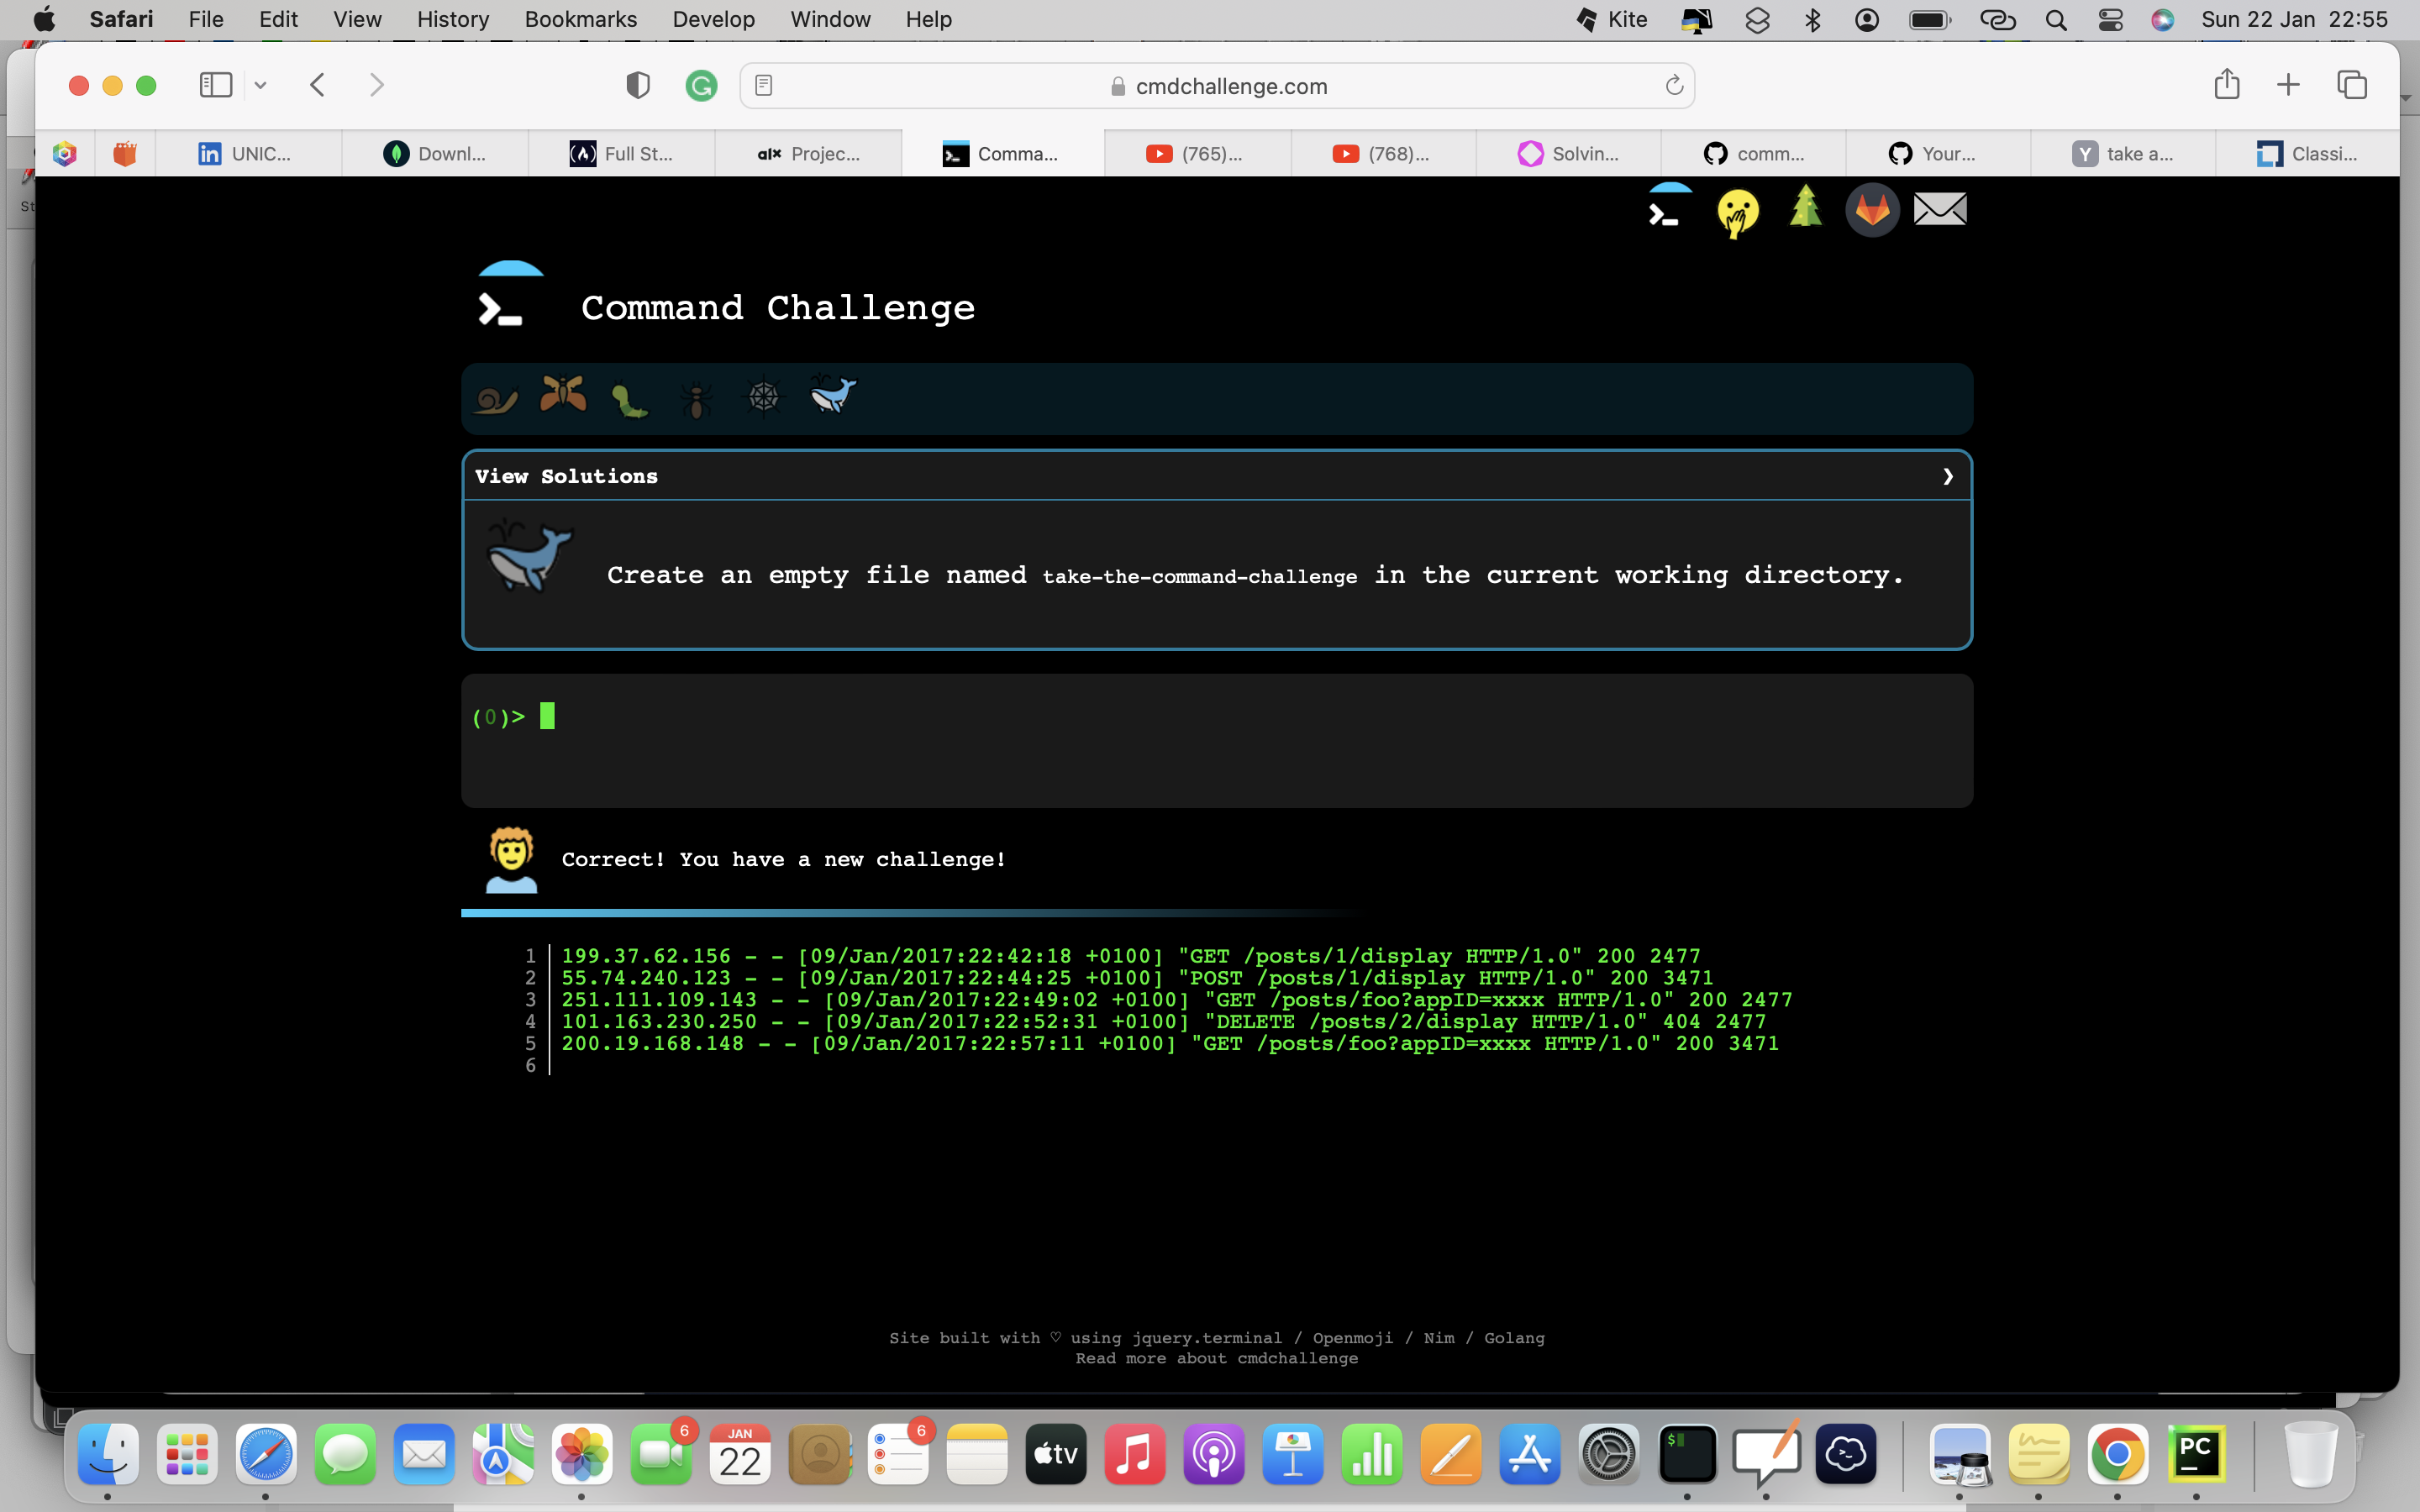 Safari File Edit View History Bookmarks Develop Window Help Kite Sun 22 Jan 22:55
cmdchallenge.com
UNIC... Downl... Full St... alx Projec... Comma... (765)... (768)... Solvin... comm... Your... Y take a... Classi...
St
Command Challenge
View Solutions ❯
Create an empty file named take-the-command-challenge in the current working directory.
(0)>
Correct! You have a new challenge!
1 199.37.62.156 - - [09/Jan/2017:22:42:18 +0100] "GET /posts/1/display HTTP/1.0" 200 2477
2 55.74.240.123 - - [09/Jan/2017:22:44:25 +0100] "POST /posts/1/display HTTP/1.0" 200 3471
3 251.111.109.143 - - [09/Jan/2017:22:49:02 +0100] "GET /posts/foo?appID=xxxx HTTP/1.0" 200 2477
4 101.163.230.250 - - [09/Jan/2017:22:52:31 +0100] "DELETE /posts/2/display HTTP/1.0" 404 2477
5 200.19.168.148 - - [09/Jan/2017:22:57:11 +0100] "GET /posts/foo?appID=xxxx HTTP/1.0" 200 3471
6
Site built with ♡ using jquery.terminal / Openmoji / Nim / Golang
Read more about cmdchallenge
6 JAN 22 6 tv $ PC